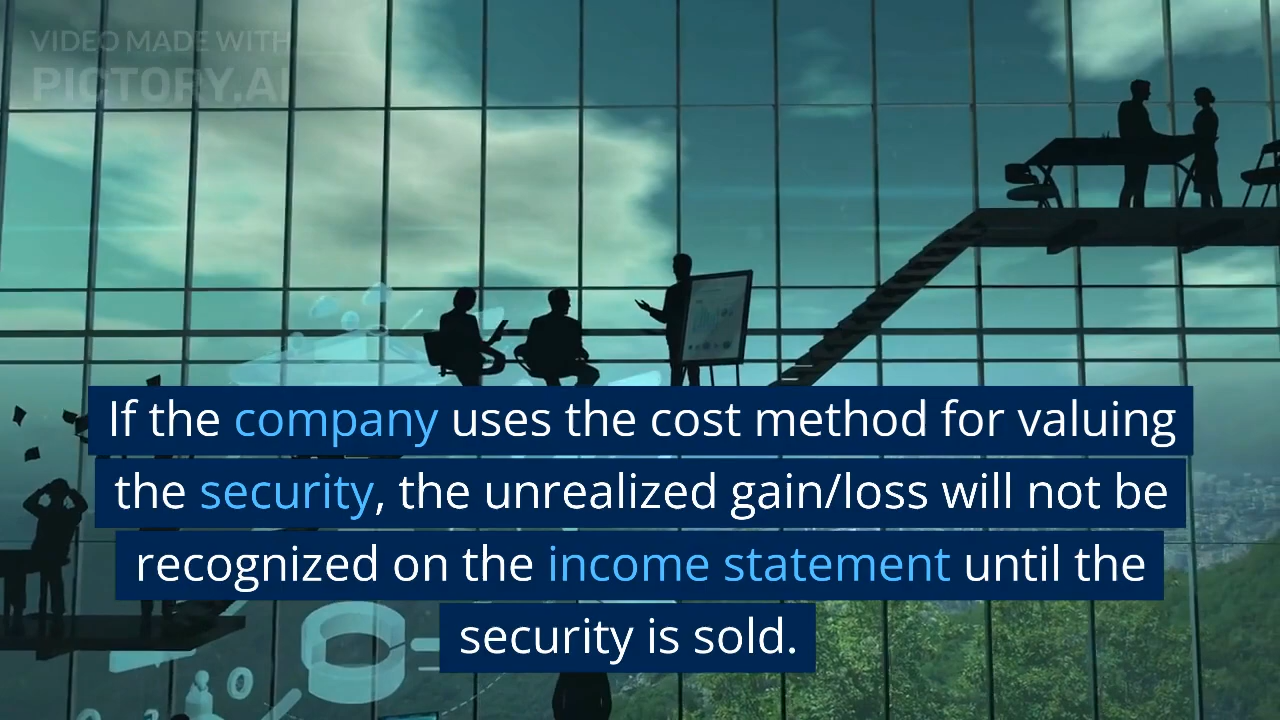 VIDEO MADE WITH
PICTORY.AI
If the company uses the cost method for valuing
the security, the unrealized gain/loss will not be
recognized on the income statement until the
security is sold.